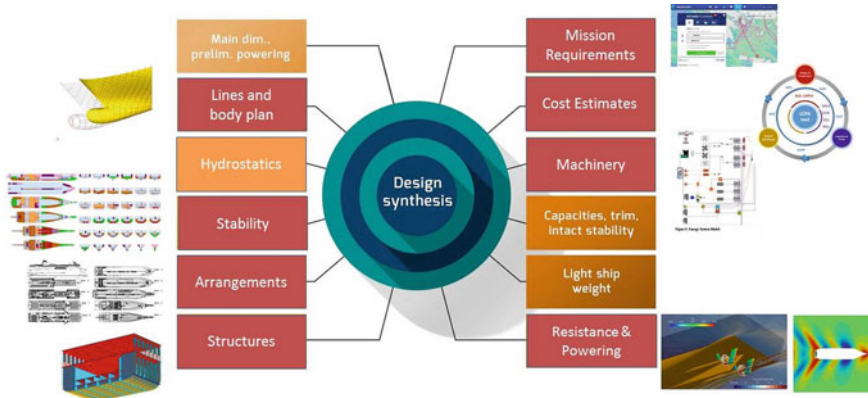 Main dim.,
prelim. powering
Lines and
body plan
Hydrostatics
Stability
Arrangements
Structures
Design
synthesis
Mission
Requirements
Cost Estimates
Machinery
Capacities, trim,
intact stability
Light ship
weight
Resistance &
Powering